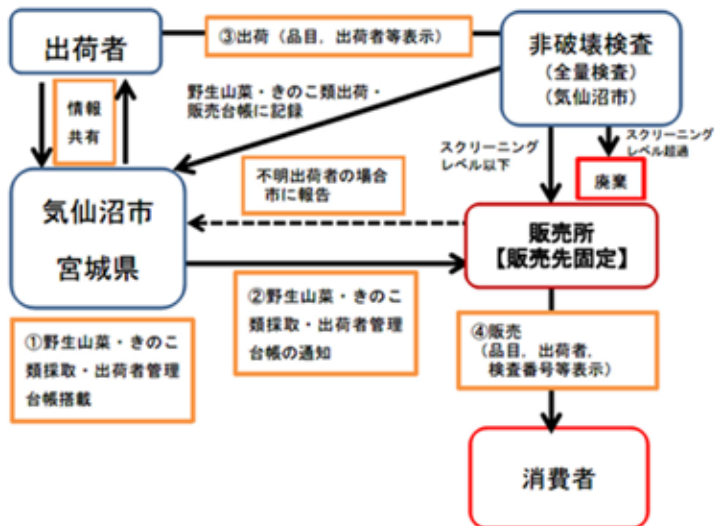 出荷者
③出荷（品目，出荷者等表示）
非破壊検査
（全量検査）
（気仙沼市）
情報
共有
野生山菜・きのこ類出荷・
販売台帳に記録
スクリーニング
レベル以下
スクリーニング
レベル超過
廃棄
気仙沼市
宮城県
不明出荷者の場合
市に報告
販売所
【販売先固定】
②野生山菜・きのこ
類採取・出荷者管理
台帳の通知
①野生山菜・きのこ
類採取・出荷者管理
台帳搭載
④販売
（品目，出荷者，
検査番号等表示）
消費者